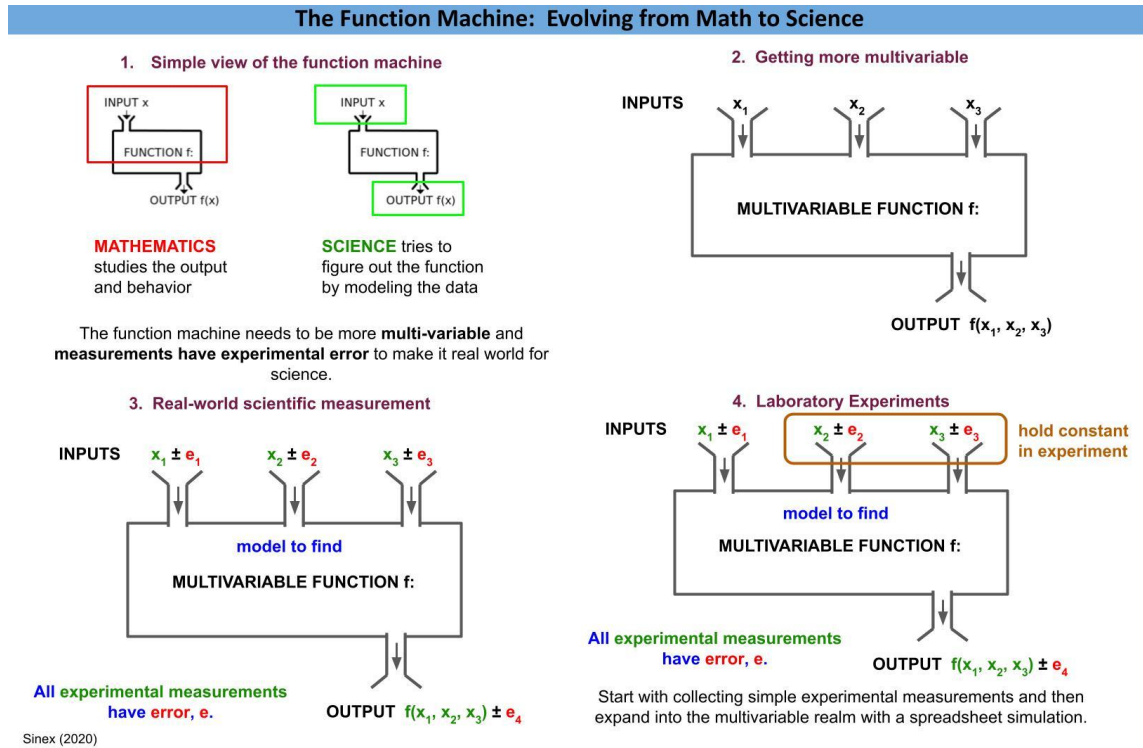 The Function Machine:  Evolving from Math to Science
1.   Simple view of the function machine
INPUT x
FUNCTION f:
OUTPUT f(x)
MATHEMATICS
studies the output
and behavior
INPUT x
FUNCTION f:
OUTPUT f(x)
SCIENCE tries to
figure out the function
by modeling the data
The function machine needs to be more multi-variable and
measurements have experimental error to make it real world for
science.
2.  Getting more multivariable
INPUTS x₁ x₂ x₃
MULTIVARIABLE FUNCTION f:
OUTPUT  f(x₁, x₂, x₃)
3.  Real-world scientific measurement
INPUTS x₁ ± e₁ x₂ ± e₂ x₃ ± e₃
model to find
MULTIVARIABLE FUNCTION f:
All experimental measurements
have error, e.
OUTPUT  f(x₁, x₂, x₃) ± e₄
Sinex (2020)
4.  Laboratory Experiments
INPUTS x₁ ± e₁ x₂ ± e₂ x₃ ± e₃
hold constant
in experiment
model to find
MULTIVARIABLE FUNCTION f:
All experimental measurements
have error, e.
OUTPUT  f(x₁, x₂, x₃) ± e₄
Start with collecting simple experimental measurements and then
expand into the multivariable realm with a spreadsheet simulation.